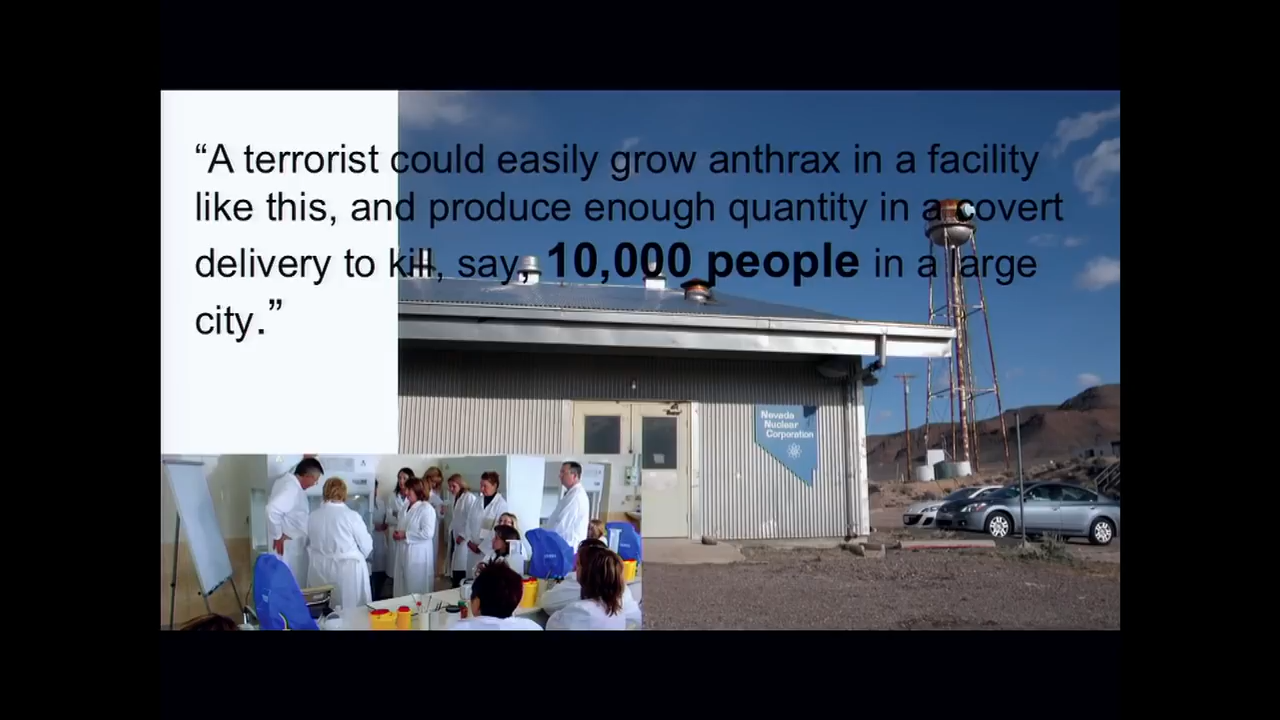 “A terrorist could easily grow anthrax in a facility
like this, and produce enough quantity in a covert
delivery to kill, say, 10,000 people in a large
city.”
Nevada
Nuclear
Corporation